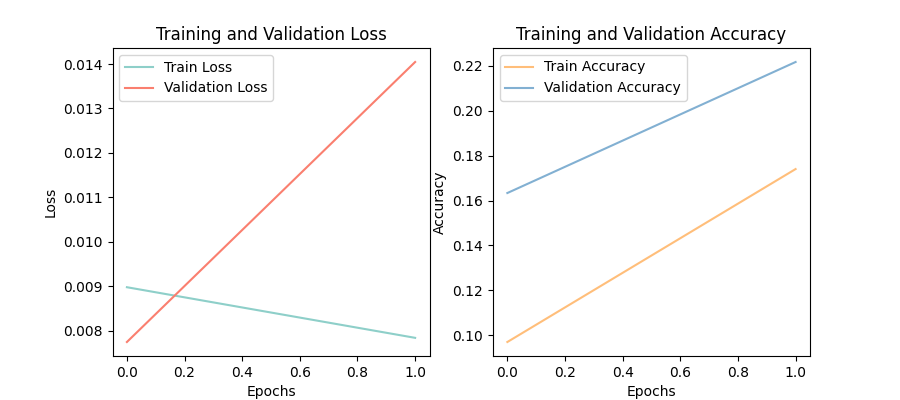 Training and Validation Loss
Train Loss
Validation Loss
0.014
0.013
0.012
0.011
0.010
0.009
0.008
Loss
0.0 0.2 0.4 0.6 0.8 1.0
Epochs
Training and Validation Accuracy
Train Accuracy
Validation Accuracy
0.22
0.20
0.18
0.16
0.14
0.12
0.10
Accuracy
0.0 0.2 0.4 0.6 0.8 1.0
Epochs